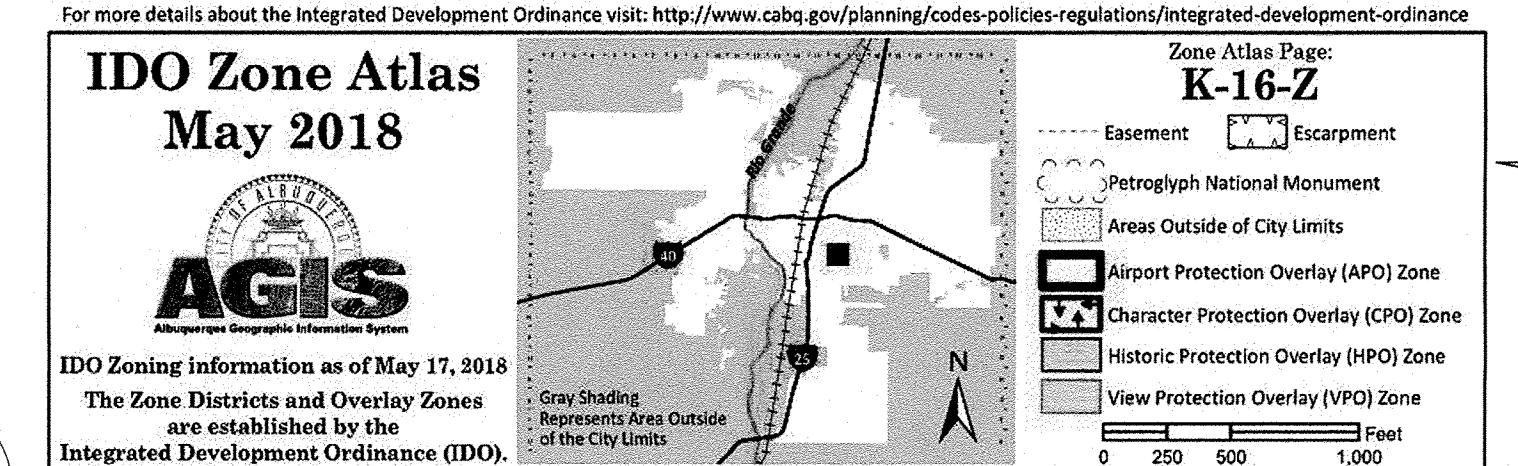 For more details about the Integrated Development Ordinance visit: http://www.cabq.gov/planning/codes-policies-regulations/integrated-development-ordinance
IDO Zone Atlas
May 2018
CITY OF ALBUQUERQUE
AGIS
Albuquerque Geographic Information System
IDO Zoning information as of May 17, 2018
The Zone Districts and Overlay Zones
are established by the
Integrated Development Ordinance (IDO).
Rio Grande
40
25
N
Gray Shading
Represents Area Outside
of the City Limits
Zone Atlas Page:
K-16-Z
Easement
Escarpment
Petroglyph National Monument
Areas Outside of City Limits
Airport Protection Overlay (APO) Zone
Character Protection Overlay (CPO) Zone
Historic Protection Overlay (HPO) Zone
View Protection Overlay (VPO) Zone
Feet
0 250 500 1,000